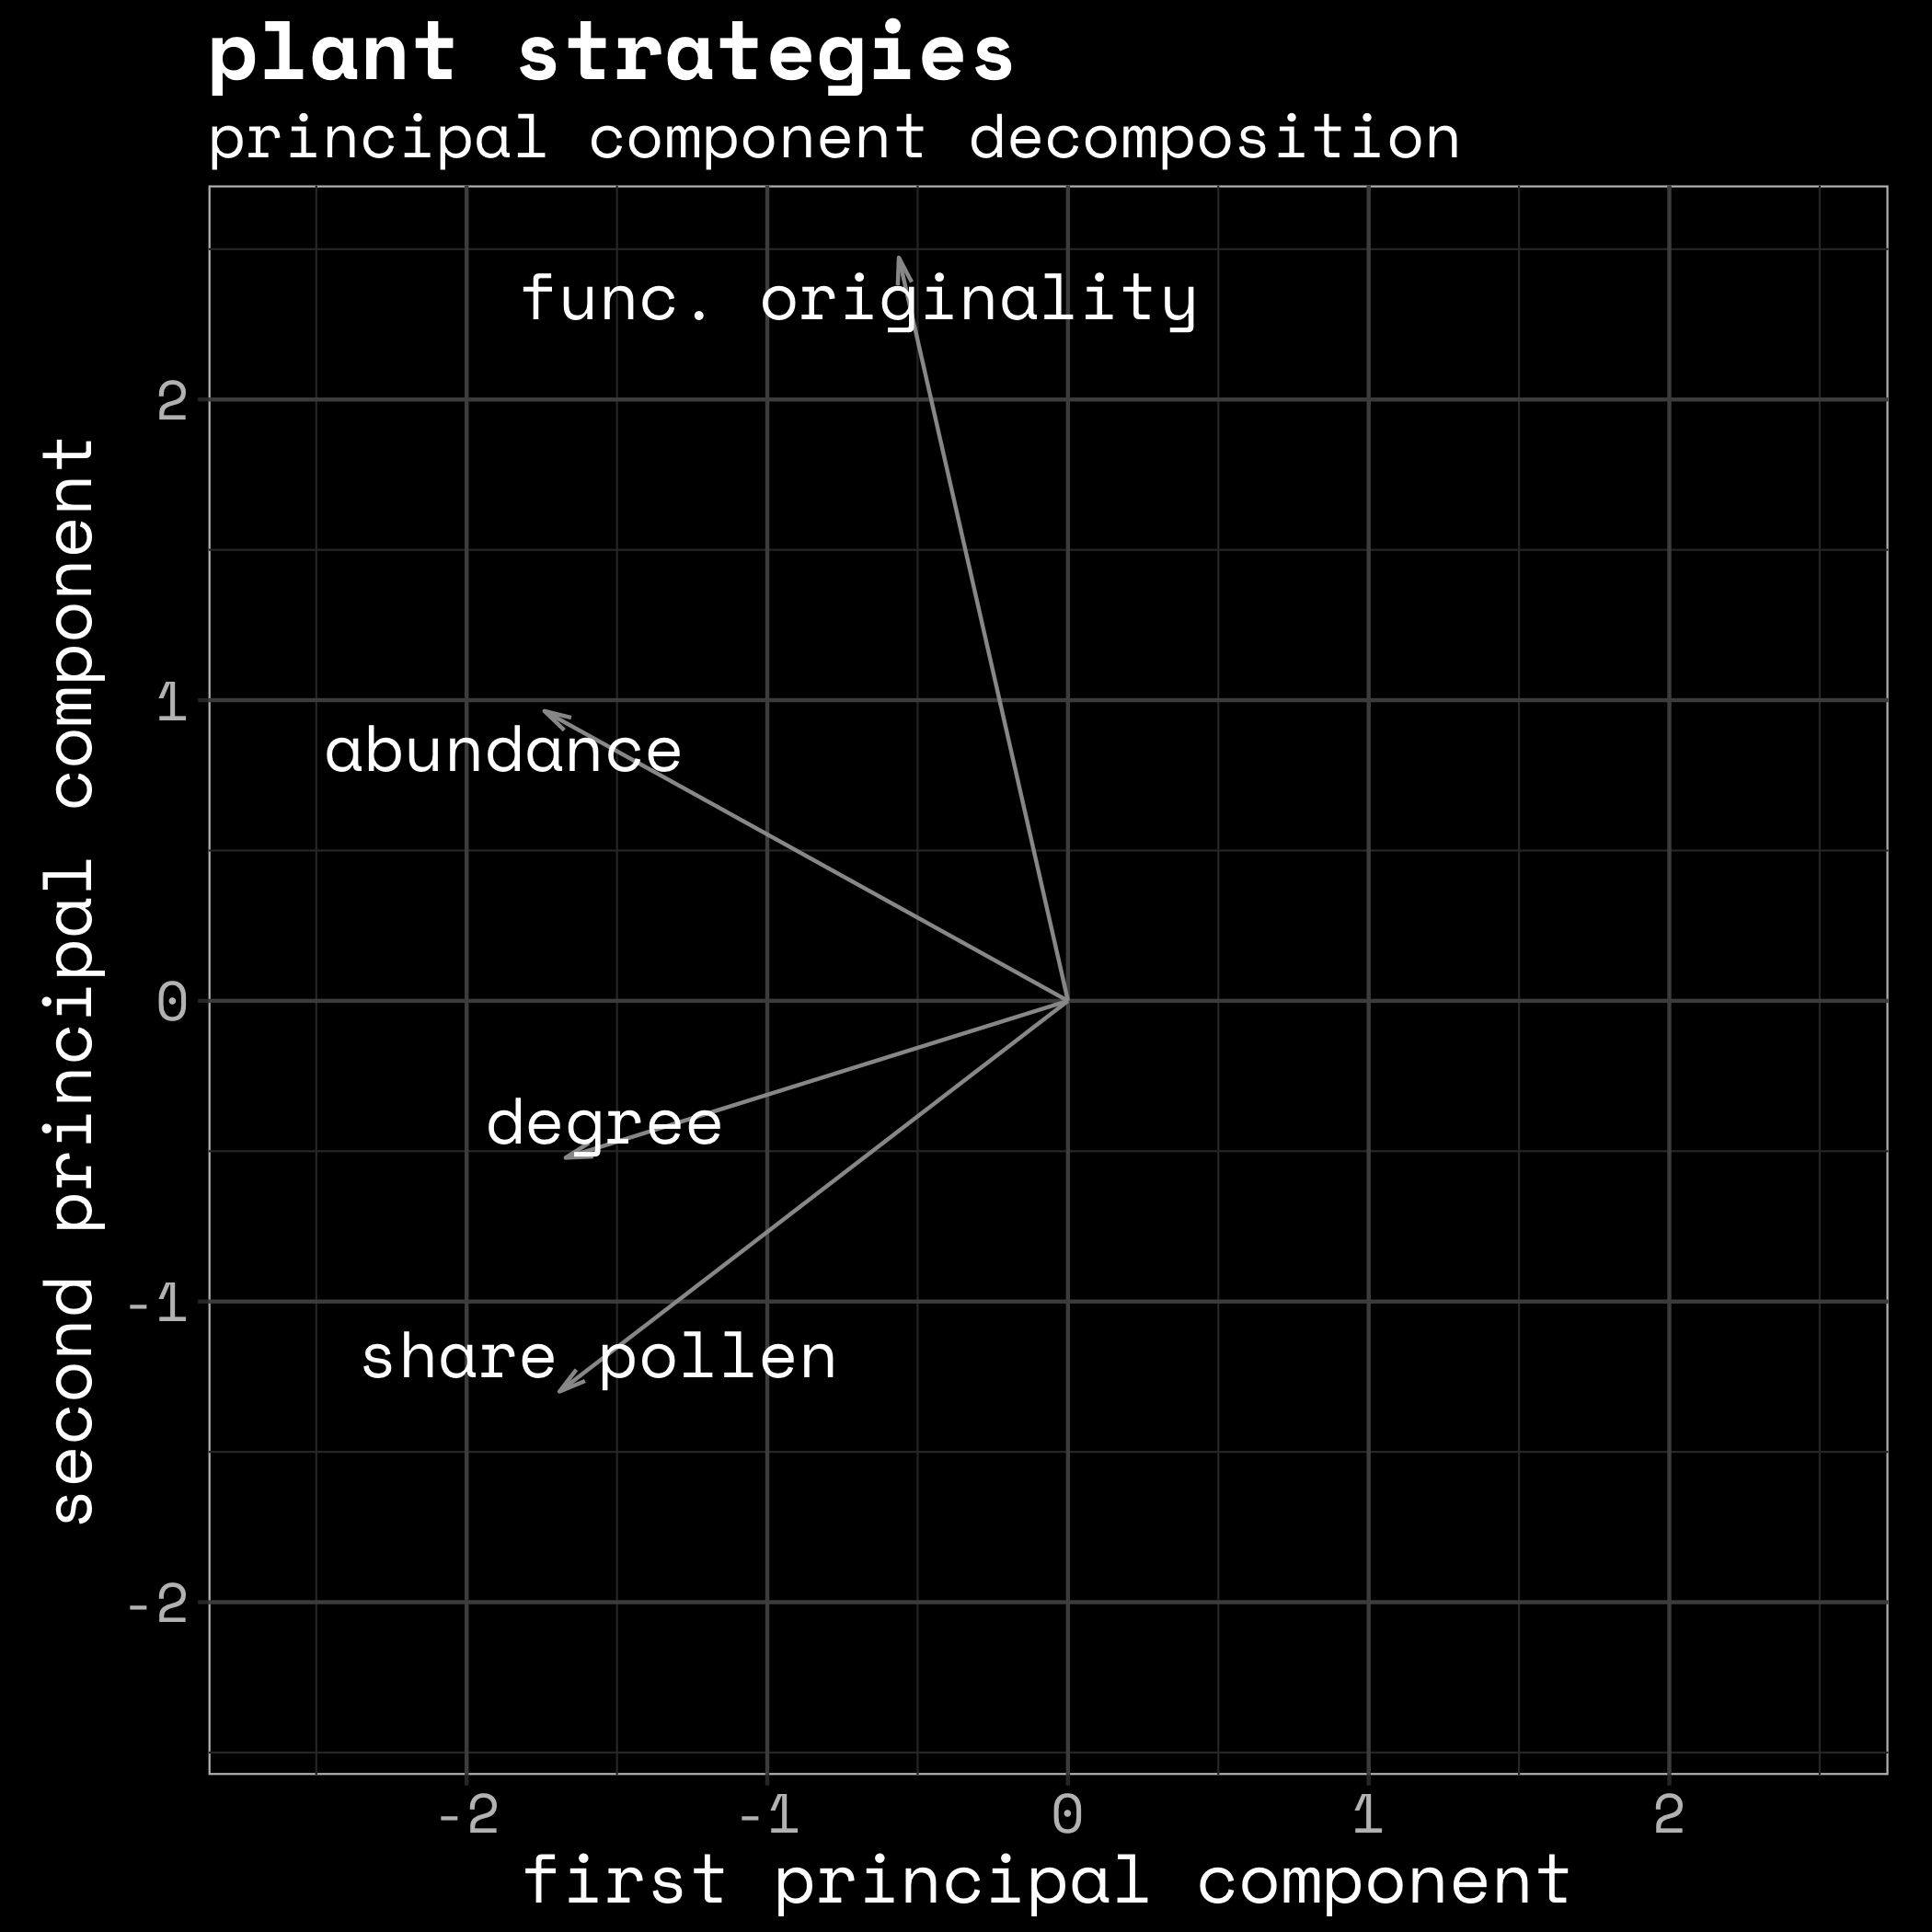 plant strategies
principal component decomposition
second principal component
func. originality
2
1
abundance
0
degree
-1
share pollen
-2
-2 -1 0 1 2
first principal component